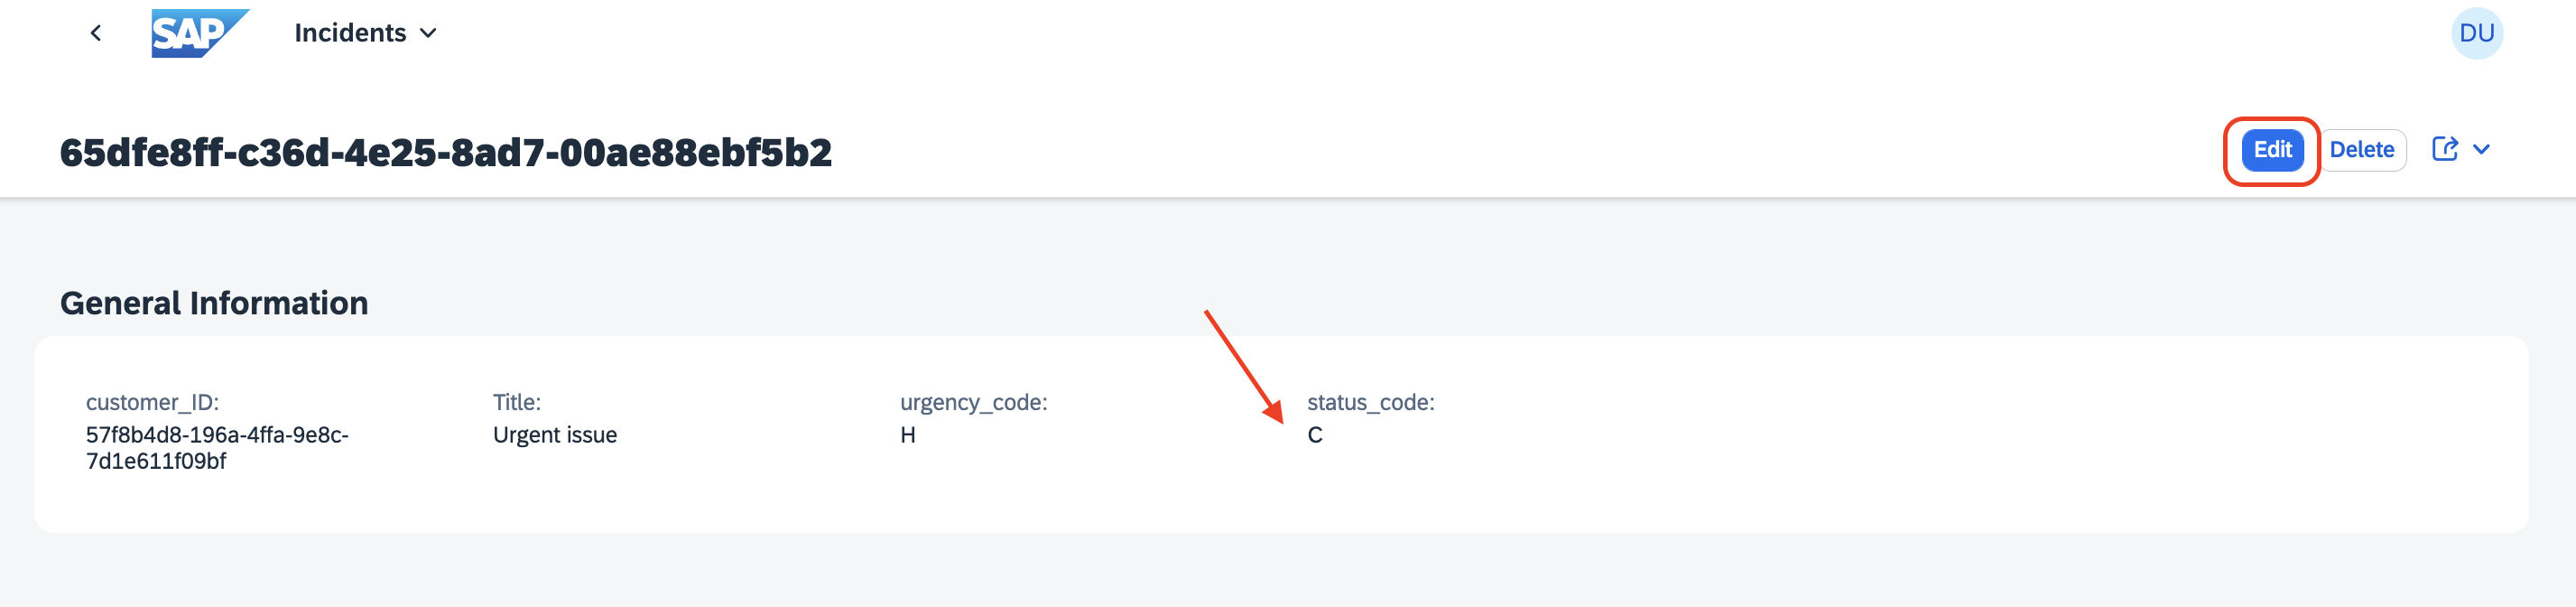 SAP
Incidents
DU
65dfe8ff-c36d-4e25-8ad7-00ae88ebf5b2
Edit
Delete
General Information
customer_ID:
57f8b4d8-196a-4ffa-9e8c-
7d1e611f09bf
Title:
Urgent issue
urgency_code:
H
status_code:
C